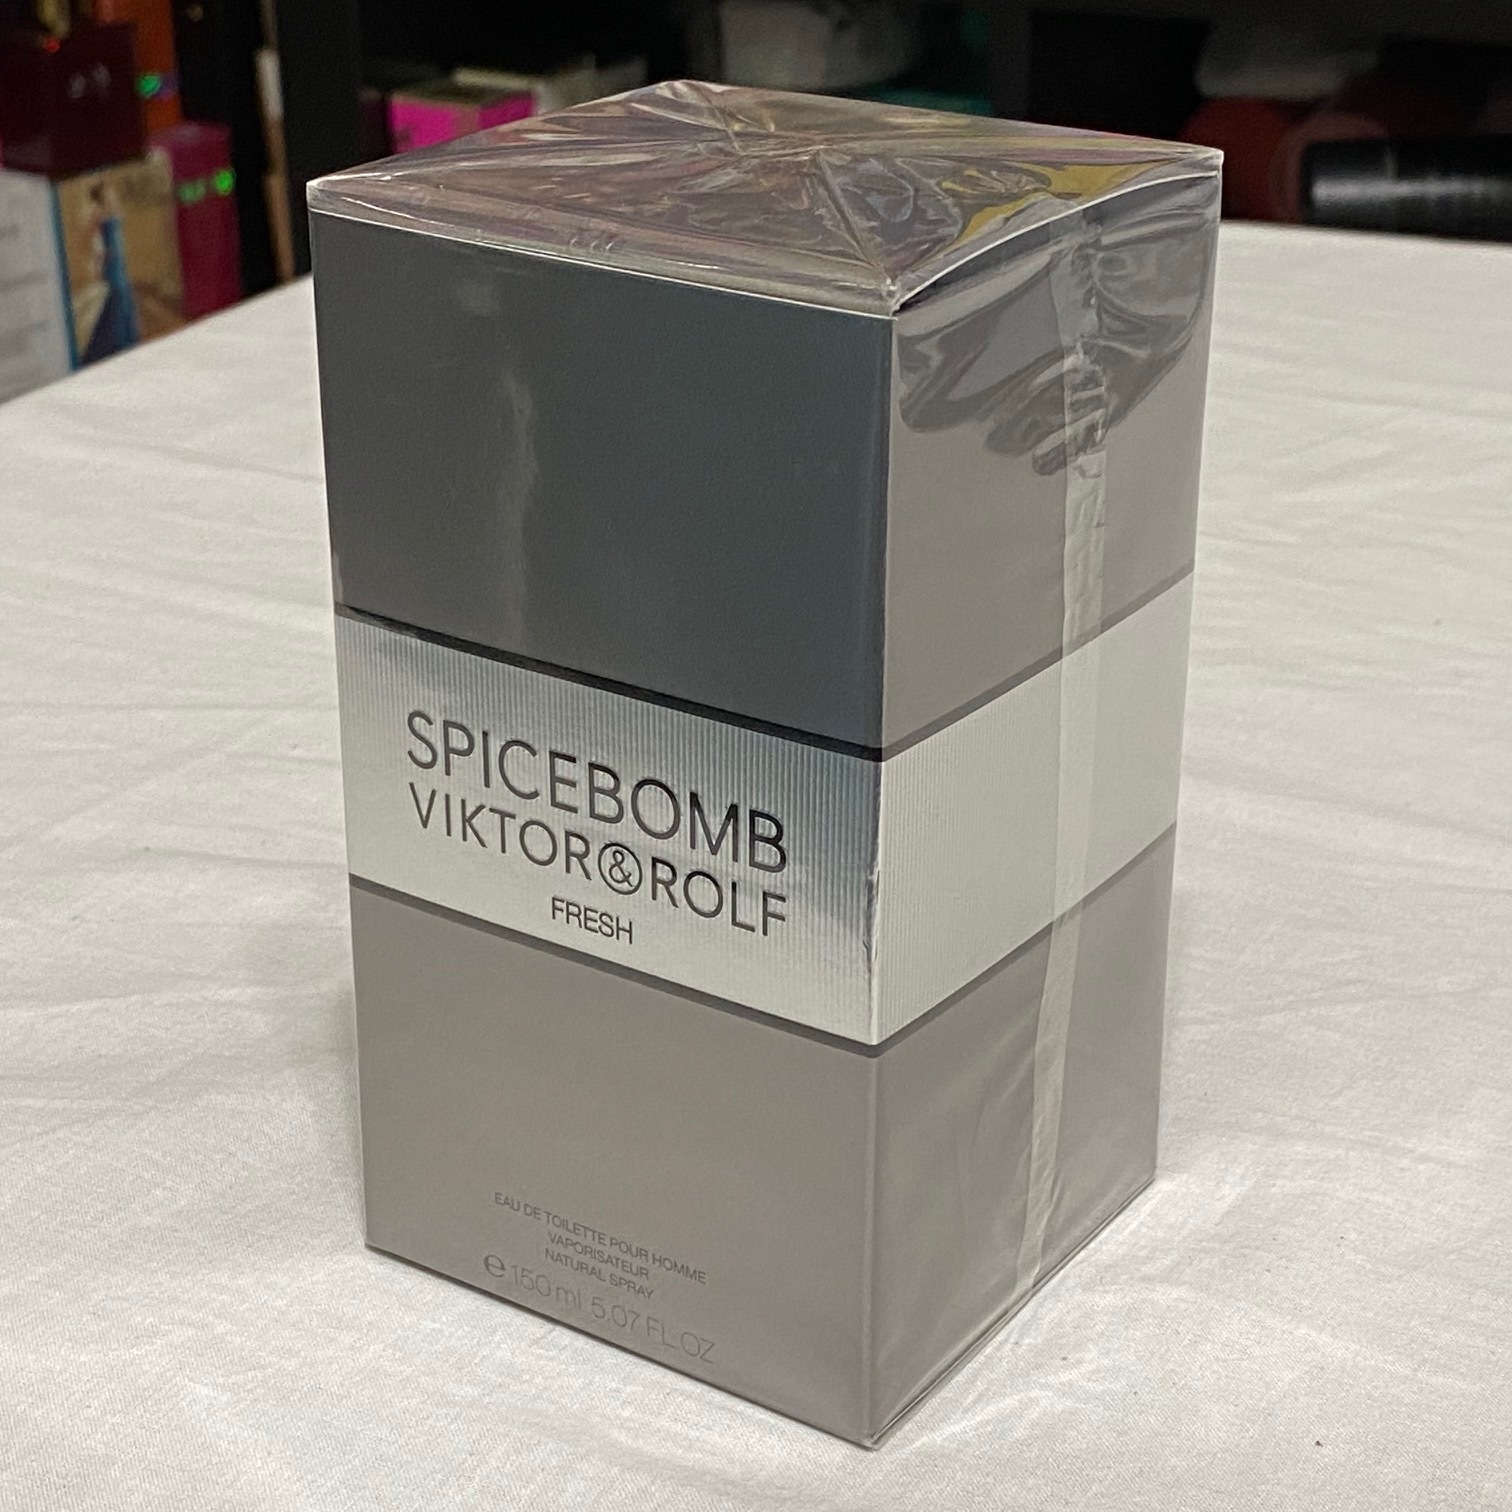 SPICEBOMB
VIKTOR&ROLF
FRESH
EAU DE TOILETTE POUR HOMME
VAPORISATEUR
NATURAL SPRAY
℮ 150 ml 5.07 FL OZ